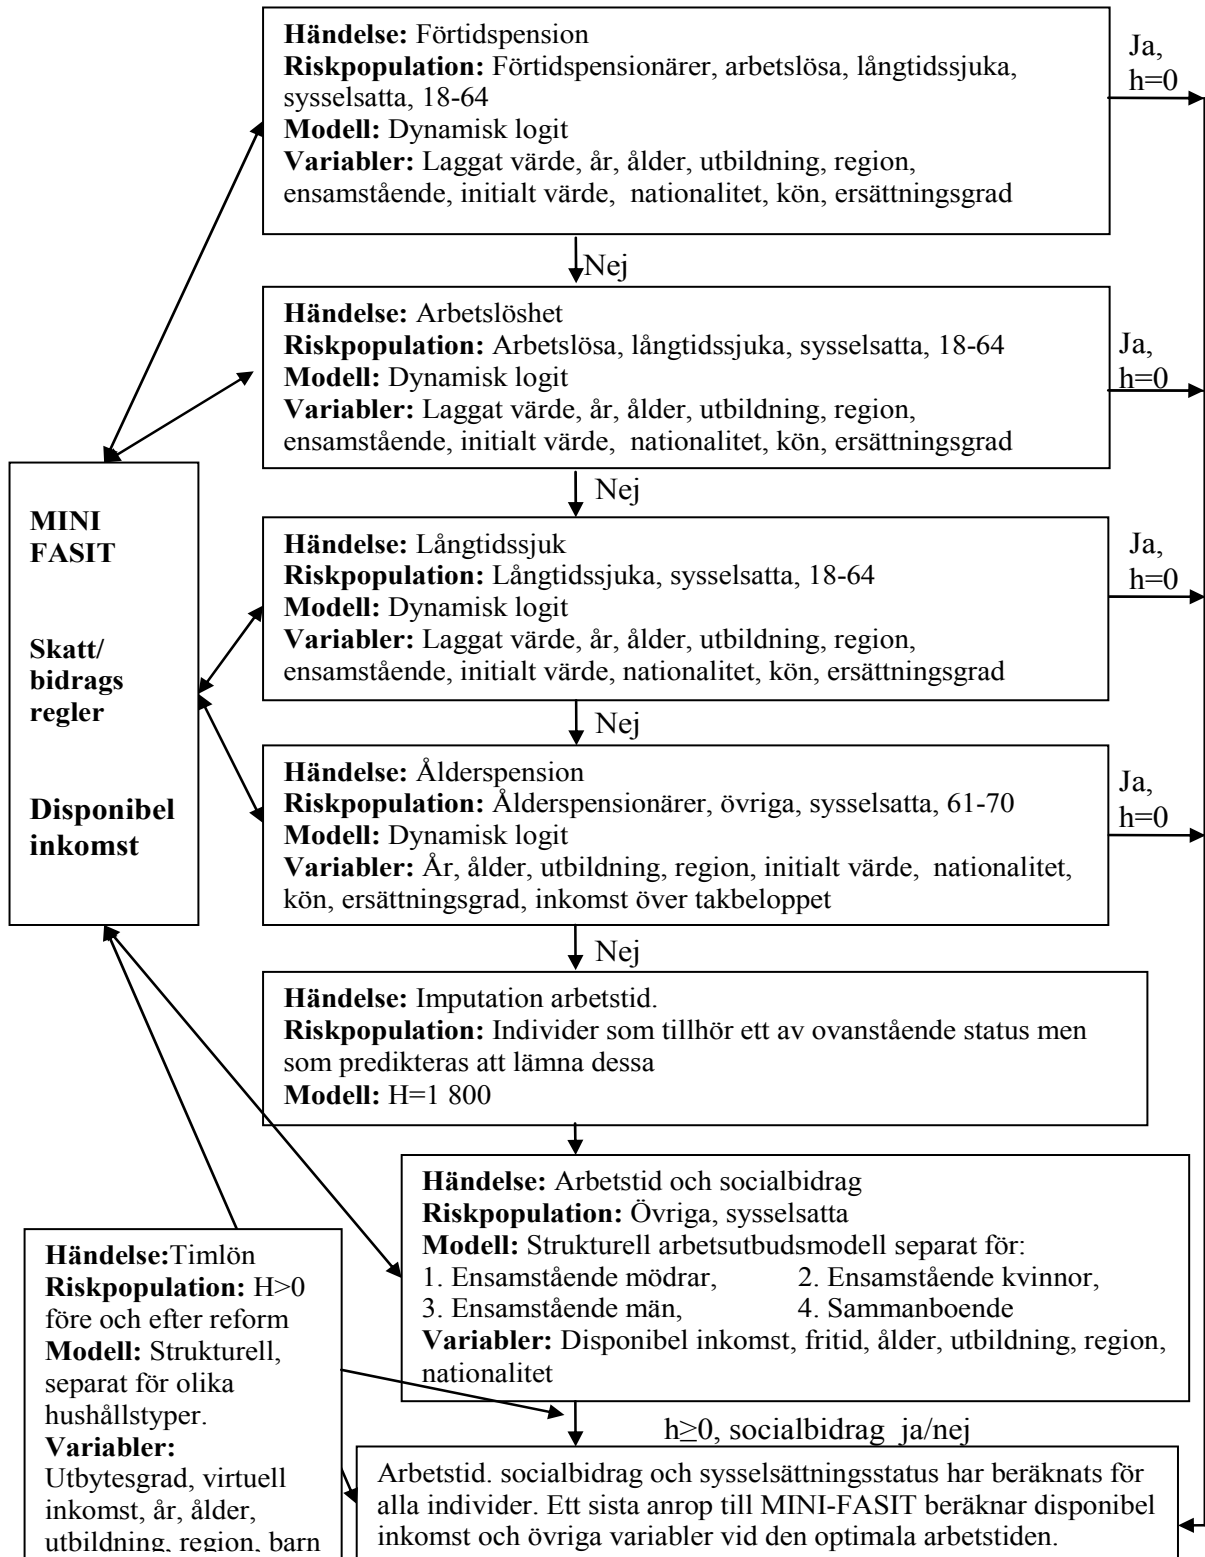 Händelse: Förtidspension
Riskpopulation: Förtidspensionärer, arbetslösa, långtidssjuka,
sysselsatta, 18-64
Modell: Dynamisk logit
Variabler: Laggat värde, år, ålder, utbildning, region,
ensamstående, initialt värde, nationalitet, kön, ersättningsgrad
Ja,
h=0
Nej
Händelse: Arbetslöshet
Riskpopulation: Arbetslösa, långtidssjuka, sysselsatta, 18-64
Modell: Dynamisk logit
Variabler: Laggat värde, år, ålder, utbildning, region,
ensamstående, initialt värde, nationalitet, kön, ersättningsgrad
Ja,
h=0
Nej
MINI
FASIT
Skatt/
bidrags
regler
Disponibel
inkomst
Händelse: Långtidssjuk
Riskpopulation: Långtidssjuka, sysselsatta, 18-64
Modell: Dynamisk logit
Variabler: Laggat värde, år, ålder, utbildning, region,
ensamstående, initialt värde, nationalitet, kön, ersättningsgrad
Ja,
h=0
Nej
Händelse: Ålderspension
Riskpopulation: Ålderspensionärer, övriga, sysselsatta, 61-70
Modell: Dynamisk logit
Variabler: År, ålder, utbildning, region, initialt värde, nationalitet,
kön, ersättningsgrad, inkomst över takbeloppet
Ja,
h=0
Nej
Händelse: Imputation arbetstid.
Riskpopulation: Individer som tillhör ett av ovanstående status men
som predikteras att lämna dessa
Modell: H=1 800
Händelse: Arbetstid och socialbidrag
Riskpopulation: Övriga, sysselsatta
Modell: Strukturell arbetsutbudsmodell separat för:
1. Ensamstående mödrar, 2. Ensamstående kvinnor,
3. Ensamstående män, 4. Sammanboende
Variabler: Disponibel inkomst, fritid, ålder, utbildning, region,
nationalitet
Händelse:Timlön
Riskpopulation: H>0
före och efter reform
Modell: Strukturell,
separat för olika
hushållstyper.
Variabler:
Utbytesgrad, virtuell
inkomst, år, ålder,
utbildning, region, barn
h≥0, socialbidrag ja/nej
Arbetstid. socialbidrag och sysselsättningsstatus har beräknats för
alla individer. Ett sista anrop till MINI-FASIT beräknar disponibel
inkomst och övriga variabler vid den optimala arbetstiden.